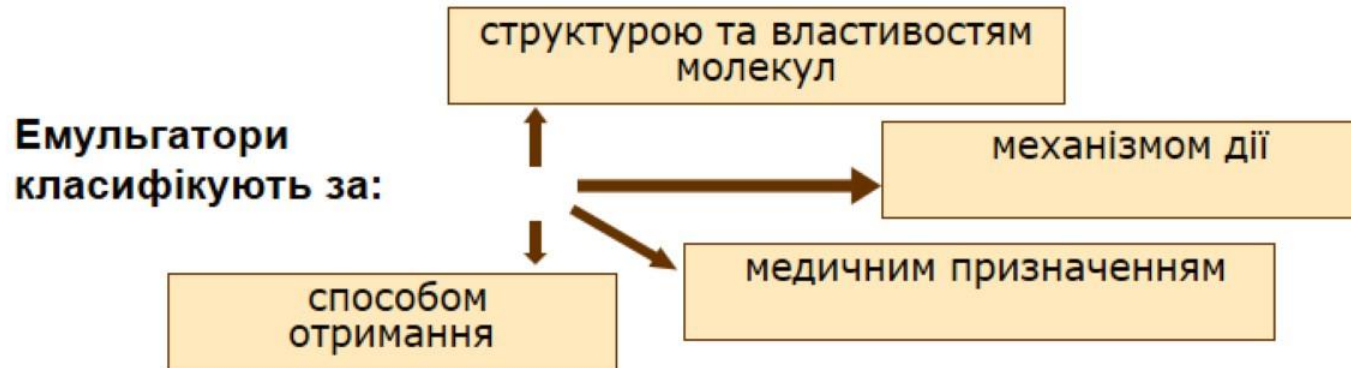 структурою та властивостям
молекул
Емульгатори
класифікують за:
механізмом дії
медичним призначенням
способом
отримання